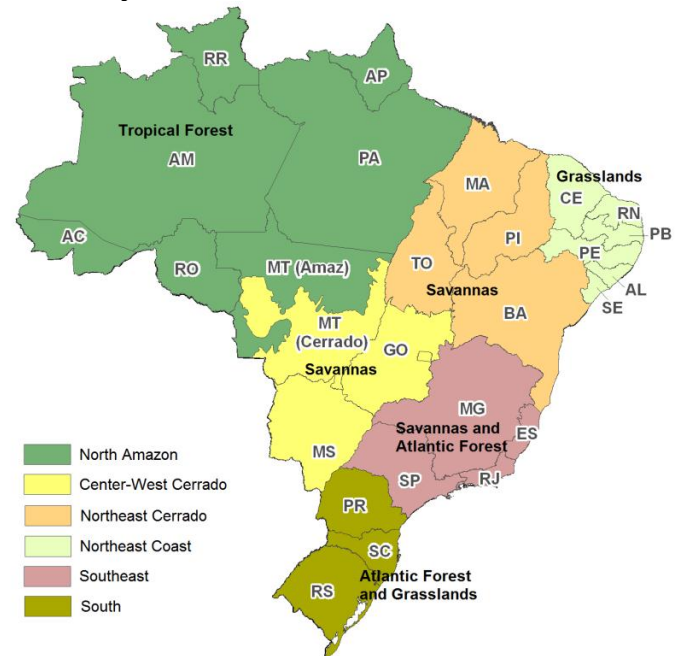 RR
AP
Tropical Forest
AM
PA
Grasslands
CE
MA
RN
PB
AC
PI
PE
RO
MT (Amaz)
TO
AL
Savannas
SE
BA
MT
(Cerrado)
GO
Savannas
MG
Savannas and
Atlantic Forest
ES
MS
SP
RJ
PR
SC
RS
Atlantic Forest
and Grasslands
North Amazon
Center-West Cerrado
Northeast Cerrado
Northeast Coast
Southeast
South